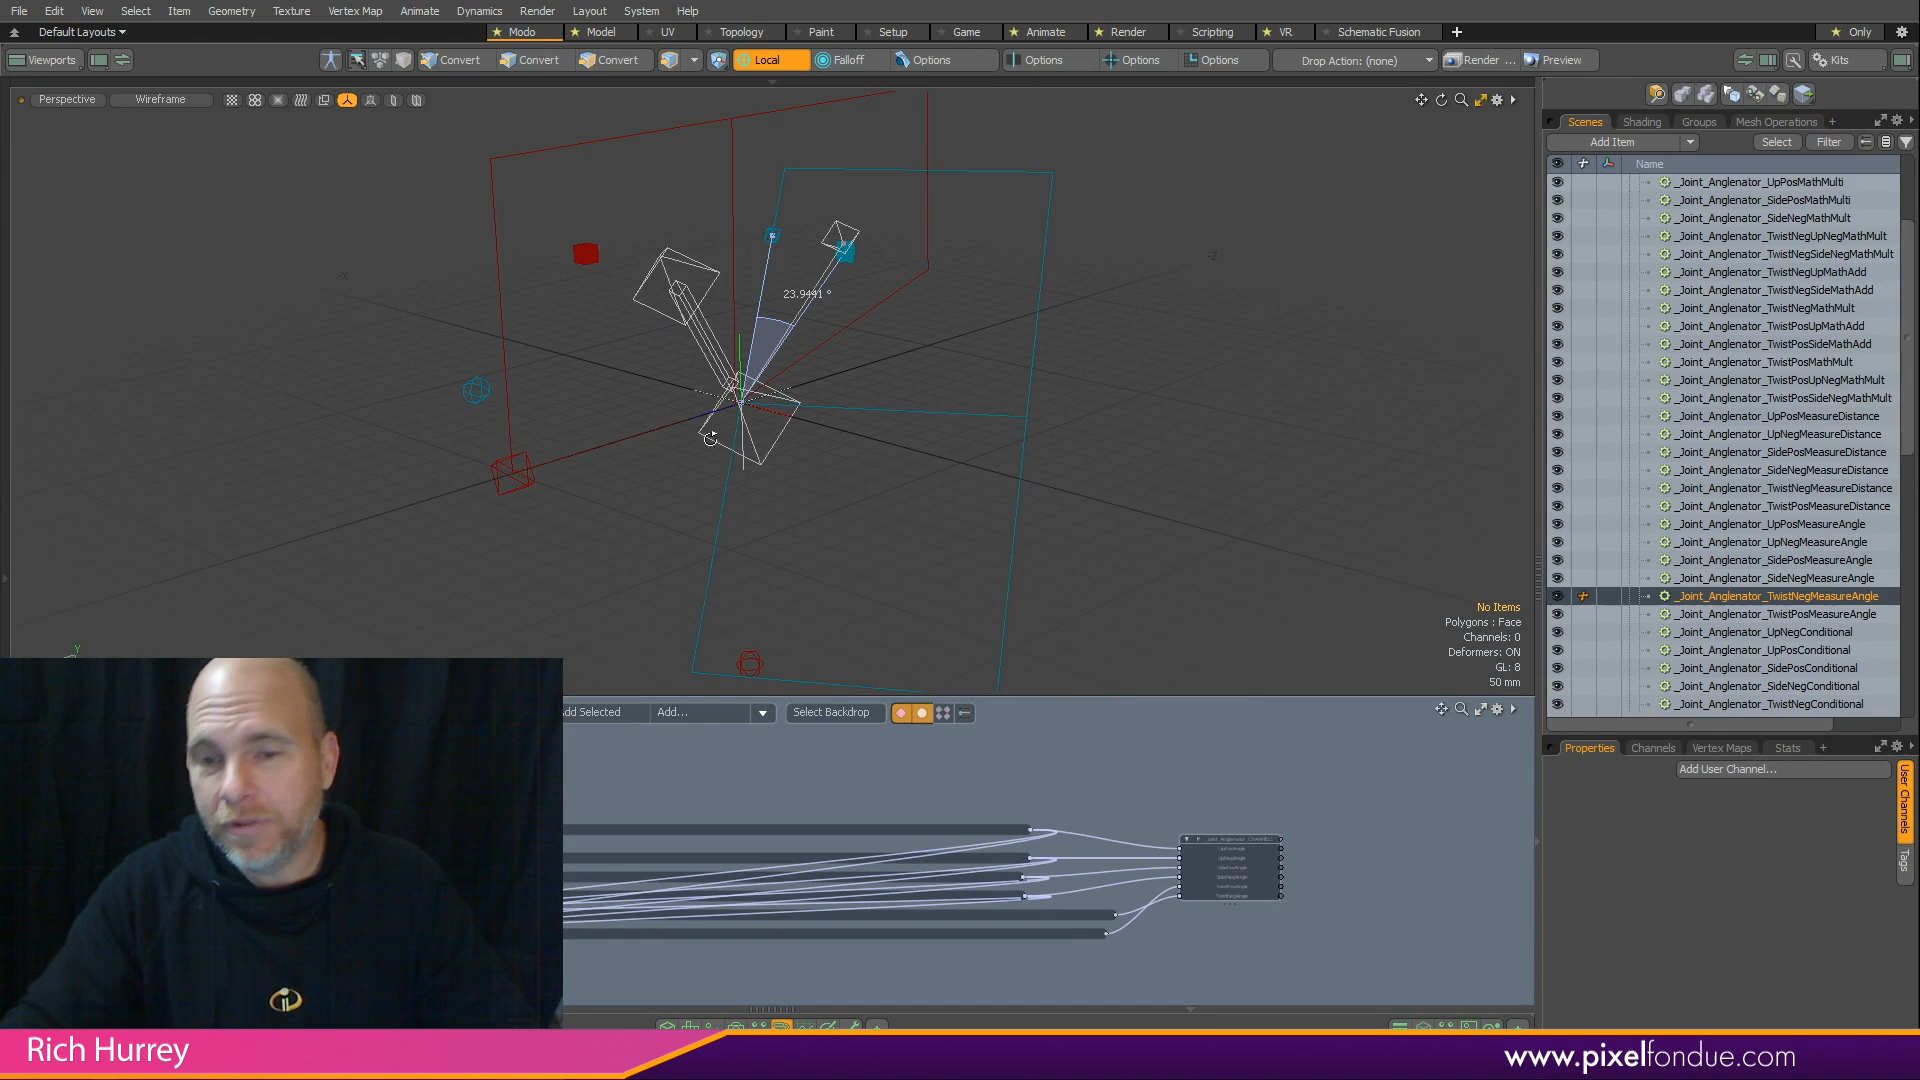 File Edit View Select Item Geometry Texture Vertex Map Animate Dynamics Render Layout System Help
Default Layouts Modo Model UV Topology Paint Setup Game Animate Render Scripting VR Schematic Fusion Only
Viewports Convert Convert Convert Local Falloff Options Options Options Options Drop Action: (none) Render ... Preview Kits
Perspective Wireframe
Scenes Shading Groups Mesh Operations
Add Item Select Filter
Name
_Joint_Anglenator_UpPosMathMulti
_Joint_Anglenator_SidePosMathMulti
_Joint_Anglenator_SideNegMathMult
_Joint_Anglenator_TwistNegUpNegMathMult
_Joint_Anglenator_TwistNegSideNegMathMult
_Joint_Anglenator_TwistNegUpMathAdd
_Joint_Anglenator_TwistNegSideMathAdd
_Joint_Anglenator_TwistNegMathMult
_Joint_Anglenator_TwistPosUpMathAdd
_Joint_Anglenator_TwistPosSideMathAdd
_Joint_Anglenator_TwistPosMathMult
_Joint_Anglenator_TwistPosUpNegMathMult
_Joint_Anglenator_TwistPosSideNegMathMult
_Joint_Anglenator_UpPosMeasureDistance
_Joint_Anglenator_UpNegMeasureDistance
_Joint_Anglenator_SidePosMeasureDistance
_Joint_Anglenator_SideNegMeasureDistance
_Joint_Anglenator_TwistNegMeasureDistance
_Joint_Anglenator_TwistPosMeasureDistance
_Joint_Anglenator_UpPosMeasureAngle
_Joint_Anglenator_UpNegMeasureAngle
_Joint_Anglenator_SidePosMeasureAngle
_Joint_Anglenator_SideNegMeasureAngle
_Joint_Anglenator_TwistNegMeasureAngle
_Joint_Anglenator_TwistPosMeasureAngle
_Joint_Anglenator_UpNegConditional
_Joint_Anglenator_UpPosConditional
_Joint_Anglenator_SidePosConditional
_Joint_Anglenator_SideNegConditional
_Joint_Anglenator_TwistNegConditional
-X
-Z
23.9441 °
Y
No Items
Polygons : Face
Channels: 0
Deformers: ON
GL: 8
50 mm
dd Selected Add... Select Backdrop
Properties Channels Vertex Maps Stats
Add User Channel...
User Channels
Tags
Rich Hurrey
www.pixelfondue.com